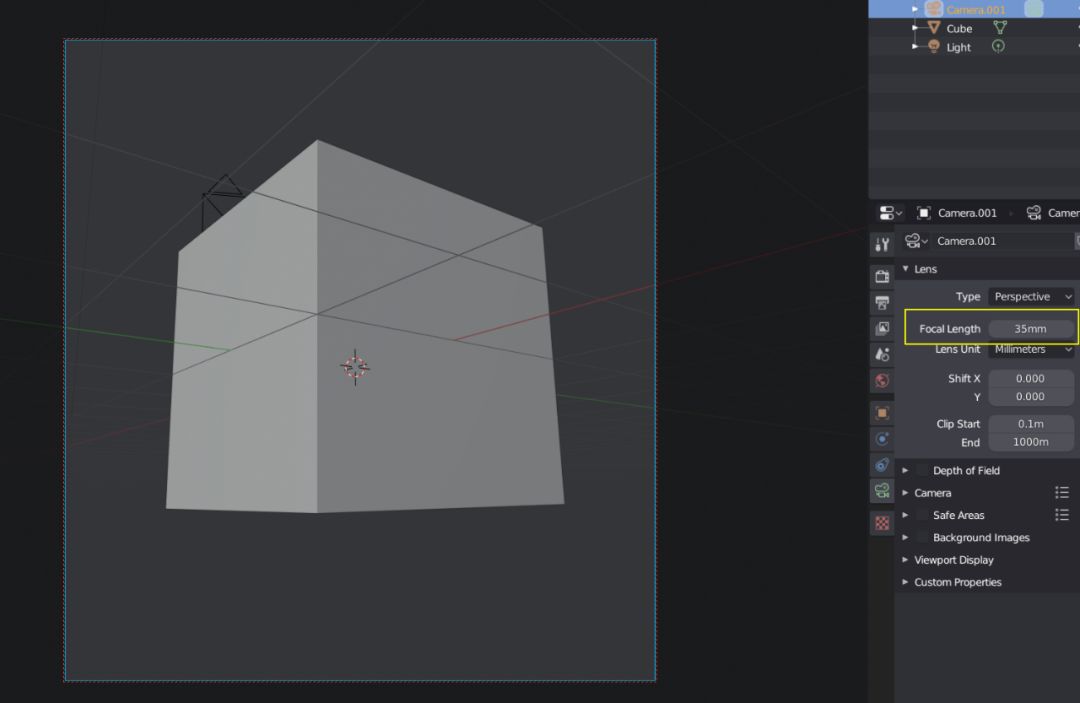 Camera.001
Cube
Light
Camera.001
Camer
Camera.001
Lens
Type Perspective
Focal Length 35mm
Lens Unit Millimeters
Shift X 0.000
Y 0.000
Clip Start 0.1m
End 1000m
Depth of Field
Camera
Safe Areas
Background Images
Viewport Display
Custom Properties